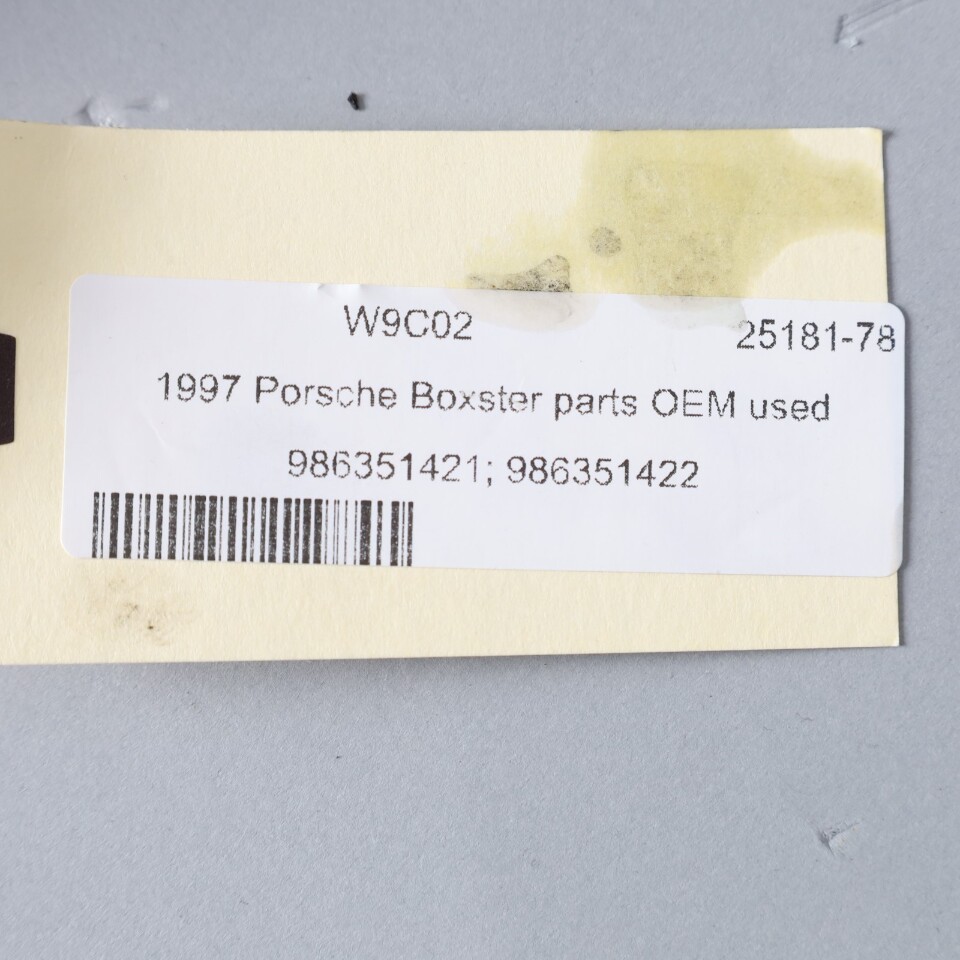 W9C02 25181-78
1997 Porsche Boxster parts OEM used
986351421; 986351422